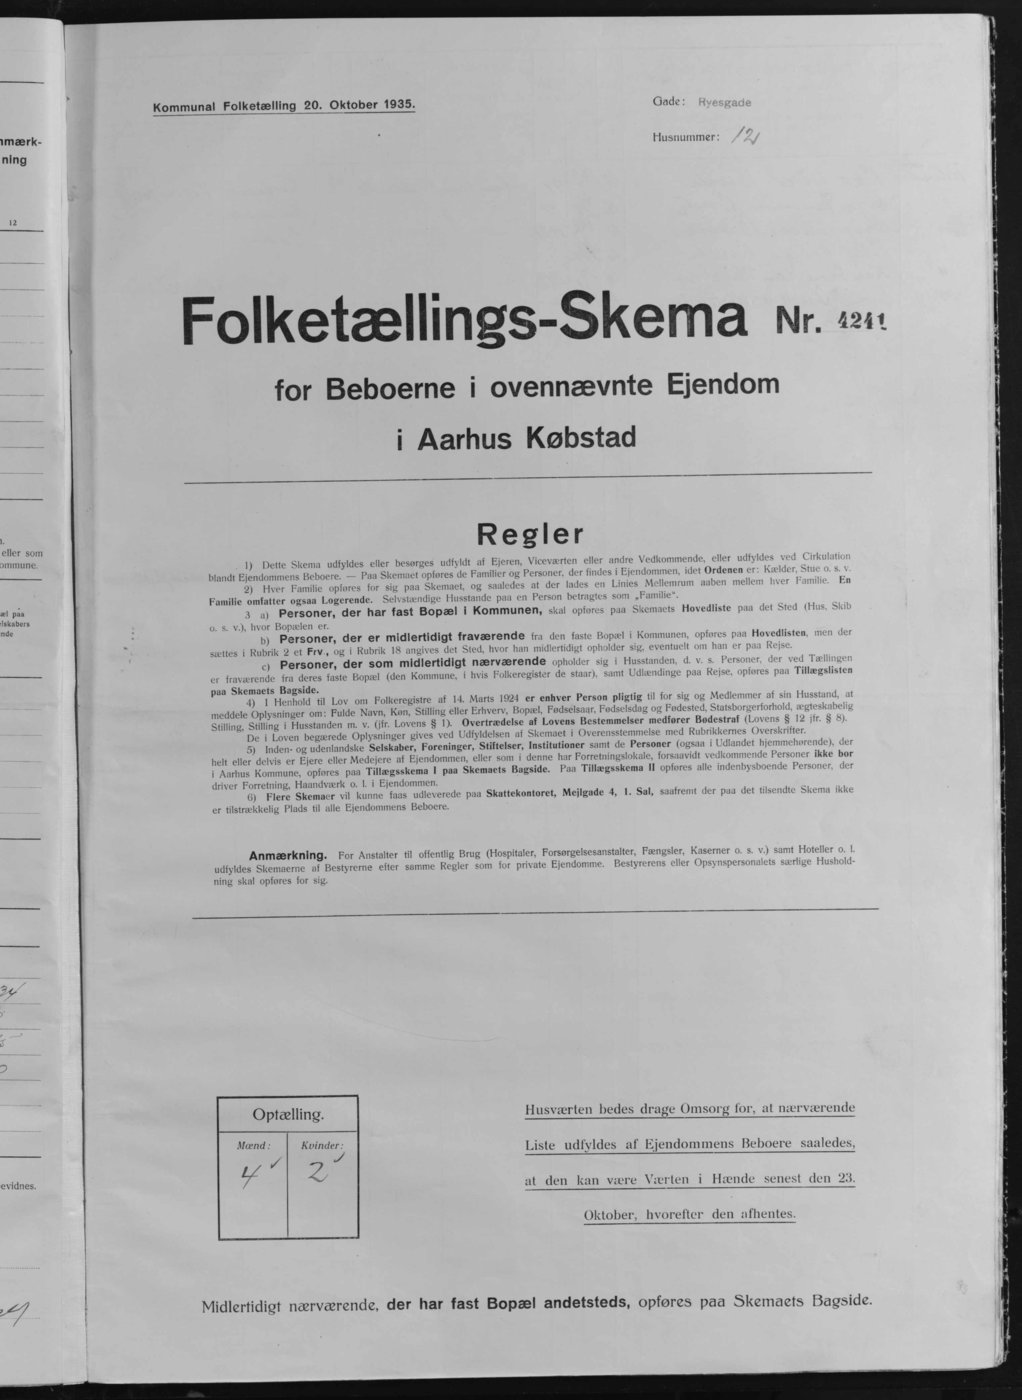 Kommunal Folketælling 20. Oktober 1935.
Gade: Ryesgade
Husnummer: 12
Folketællings-Skema Nr. 4241
for Beboerne i ovennævnte Ejendom
i Aarhus Købstad
Regler
1) Dette Skema udfyldes eller besørges udfyldt af Ejeren, Viceværten eller andre Vedkommende, eller udfyldes ved Cirkulation
blandt Ejendommens Beboere. — Paa Skemaet opføres de Familier og Personer, der findes i Ejendommen, idet Ordenen er: Kælder, Stue o. s. v.
2) Hver Familie opføres for sig paa Skemaet, og saaledes at der lades en Linies Mellemrum aaben mellem hver Familie. En
Familie omfatter ogsaa Logerende. Selvstændige Husstande paa en Person betragtes som „Familie".
3 a) Personer, der har fast Bopæl i Kommunen, skal opføres paa Skemaets Hovedliste paa det Sted (Hus, Skib
o. s. v.), hvor Bopælen er.
b) Personer, der er midlertidigt fraværende fra den faste Bopæl i Kommunen, opføres paa Hovedlisten, men der
sættes i Rubrik 2 et Frv., og i Rubrik 18 angives det Sted, hvor han midlertidigt opholder sig, eventuelt om han er paa Rejse.
c) Personer, der som midlertidigt nærværende opholder sig i Husstanden, d. v. s. Personer, der ved Tællingen
er fraværende fra deres faste Bopæl (den Kommune, i hvis Folkeregister de staar), samt Udlændinge paa Rejse, opføres paa Tillægslisten
paa Skemaets Bagside.
4) I Henhold til Lov om Folkeregistre af 14. Marts 1924 er enhver Person pligtig til for sig og Medlemmer af sin Husstand, at
meddele Oplysninger om: Fulde Navn, Køn, Stilling eller Erhverv, Bopæl, Fødselsaar, Fødselsdag og Fødested, Statsborgerforhold, ægteskabelig
Stilling, Stilling i Husstanden m. v. (jfr. Lovens § 1). Overtrædelse af Lovens Bestemmelser medfører Bødestraf (Lovens § 12 jfr. § 8).
De i Loven begærede Oplysninger gives ved Udfyldelsen af Skemaet i Overensstemmelse med Rubrikkernes Overskrifter.
5) Inden- og udenlandske Selskaber, Foreninger, Stiftelser, Institutioner samt de Personer (ogsaa i Udlandet hjemmehørende), der
helt eller delvis er Ejere eller Medejere af Ejendommen, eller som i denne har Forretningslokale, forsaavidt vedkommende Personer ikke bor
i Aarhus Kommune, opføres paa Tillægsskema I paa Skemaets Bagside. Paa Tillægsskema II opføres alle indenbysboende Personer, der
driver Forretning, Haandværk o. l. i Ejendommen.
6) Flere Skemaer vil kunne faas udleverede paa Skattekontoret, Mejlgade 4, 1. Sal, saafremt der paa det tilsendte Skema ikke
er tilstrækkelig Plads til alle Ejendommens Beboere.
Anmærkning. For Anstalter til offentlig Brug (Hospitaler, Forsørgelsesanstalter, Fængsler, Kaserner o. s. v.) samt Hoteller o. l.
udfyldes Skemaerne af Bestyrerne efter samme Regler som for private Ejendomme. Bestyrerens eller Opsynspersonalets særlige Hushold-
ning skal opføres for sig.
Optælling.
Mænd: Kvinder:
4 2
Husværten bedes drage Omsorg for, at nærværende
Liste udfyldes af Ejendommens Beboere saaledes,
at den kan være Værten i Hænde senest den 23.
Oktober, hvorefter den afhentes.
Midlertidigt nærværende, der har fast Bopæl andetsteds, opføres paa Skemaets Bagside.